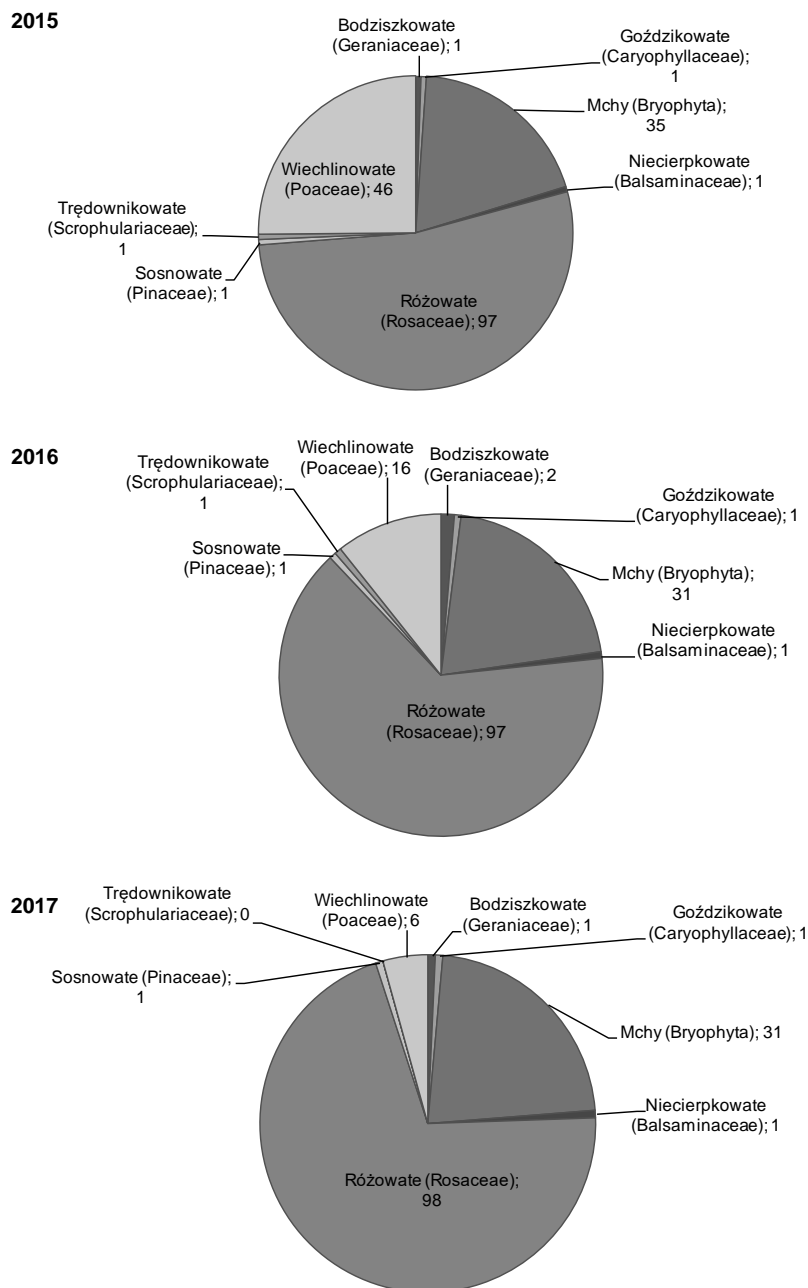 2015
Bodziszkowate
(Geraniaceae); 1
Goździkowate
(Caryophyllaceae);
1
Mchy (Bryophyta);
35
Niecierpkowate
(Balsaminaceae); 1
Różowate
(Rosaceae); 97
Sosnowate
(Pinaceae); 1
Trędownikowate
(Scrophulariaceae);
1
Wiechlinowate
(Poaceae); 46
2016
Bodziszkowate
(Geraniaceae); 2
Goździkowate
(Caryophyllaceae); 1
Mchy (Bryophyta);
31
Niecierpkowate
(Balsaminaceae); 1
Różowate
(Rosaceae); 97
Sosnowate
(Pinaceae); 1
Trędownikowate
(Scrophulariaceae);
1
Wiechlinowate
(Poaceae); 16
2017
Bodziszkowate
(Geraniaceae); 1
Goździkowate
(Caryophyllaceae); 1
Mchy (Bryophyta); 31
Niecierpkowate
(Balsaminaceae); 1
Różowate (Rosaceae);
98
Sosnowate (Pinaceae);
1
Trędownikowate
(Scrophulariaceae); 0
Wiechlinowate
(Poaceae); 6